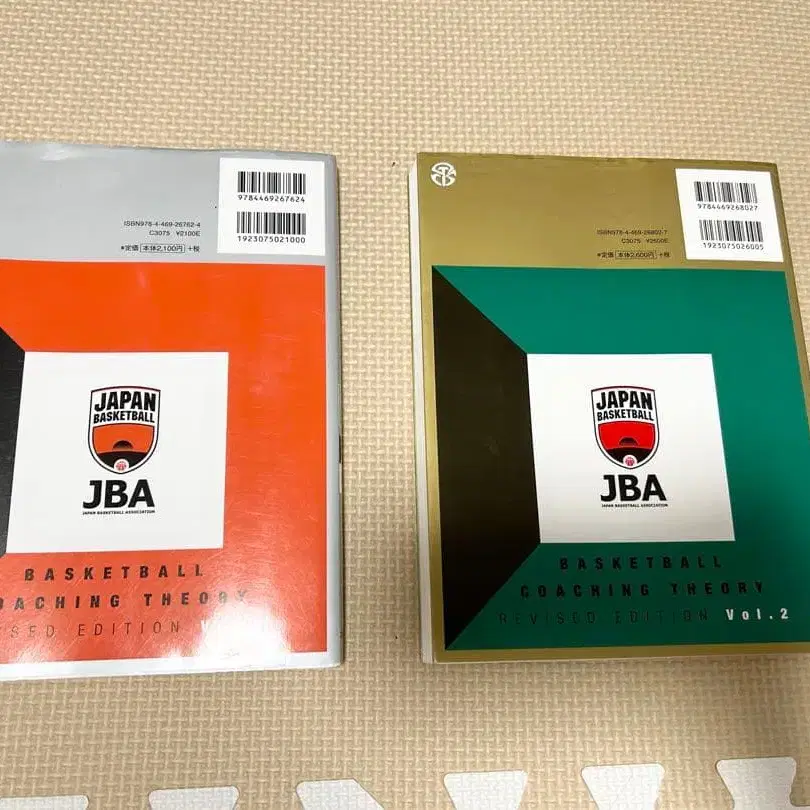 9784469267624
ISBN978-4-469-26762-4
C3075 ¥2100E
1923075021000
*定価 本体2,100円 +税
JAPAN
BASKETBALL
JBA
JAPAN BASKETBALL ASSOCIATION
BASKETBALL
OACHING THEORY
ISED EDITION V
9784469268027
ISBN978-4-469-26802-7
C3075 ¥2600E
1923075026005
*定価 本体2,600円 +税
JAPAN
BASKETBALL
JBA
JAPAN BASKETBALL ASSOCIATION
BASKETBALL
COACHING THEORY
REVISED EDITION Vol.2